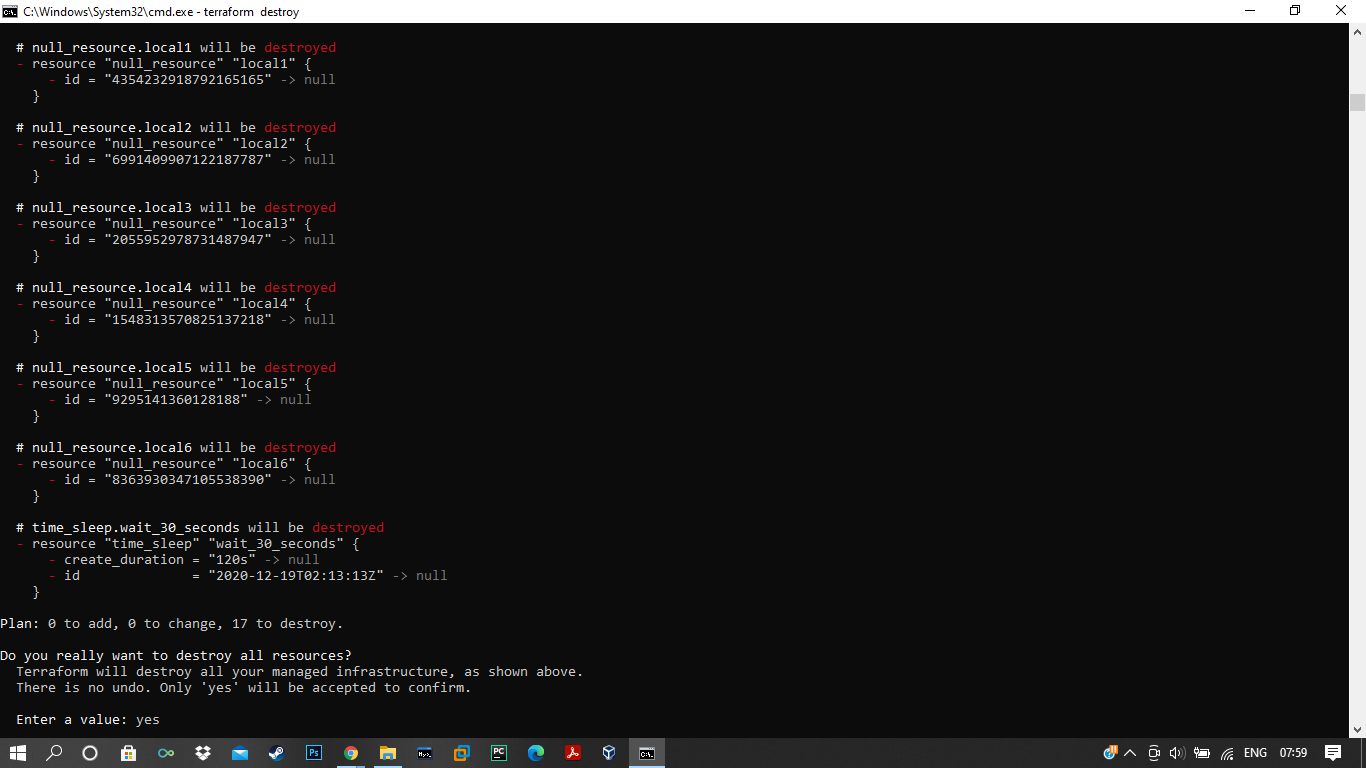 C:\Windows\System32\cmd.exe - terraform  destroy
# null_resource.local1 will be destroyed
- resource "null_resource" "local1" {
- id = "4354232918792165165" -> null
}
# null_resource.local2 will be destroyed
- resource "null_resource" "local2" {
- id = "6991409907122187787" -> null
}
# null_resource.local3 will be destroyed
- resource "null_resource" "local3" {
- id = "2055952978731487947" -> null
}
# null_resource.local4 will be destroyed
- resource "null_resource" "local4" {
- id = "1548313570825137218" -> null
}
# null_resource.local5 will be destroyed
- resource "null_resource" "local5" {
- id = "9295141360128188" -> null
}
# null_resource.local6 will be destroyed
- resource "null_resource" "local6" {
- id = "8363930347105538390" -> null
}
# time_sleep.wait_30_seconds will be destroyed
- resource "time_sleep" "wait_30_seconds" {
- create_duration = "120s" -> null
- id              = "2020-12-19T02:13:13Z" -> null
}
Plan: 0 to add, 0 to change, 17 to destroy.
Do you really want to destroy all resources?
Terraform will destroy all your managed infrastructure, as shown above.
There is no undo. Only 'yes' will be accepted to confirm.
Enter a value: yes
Ps PC C:\. ENG 07:59